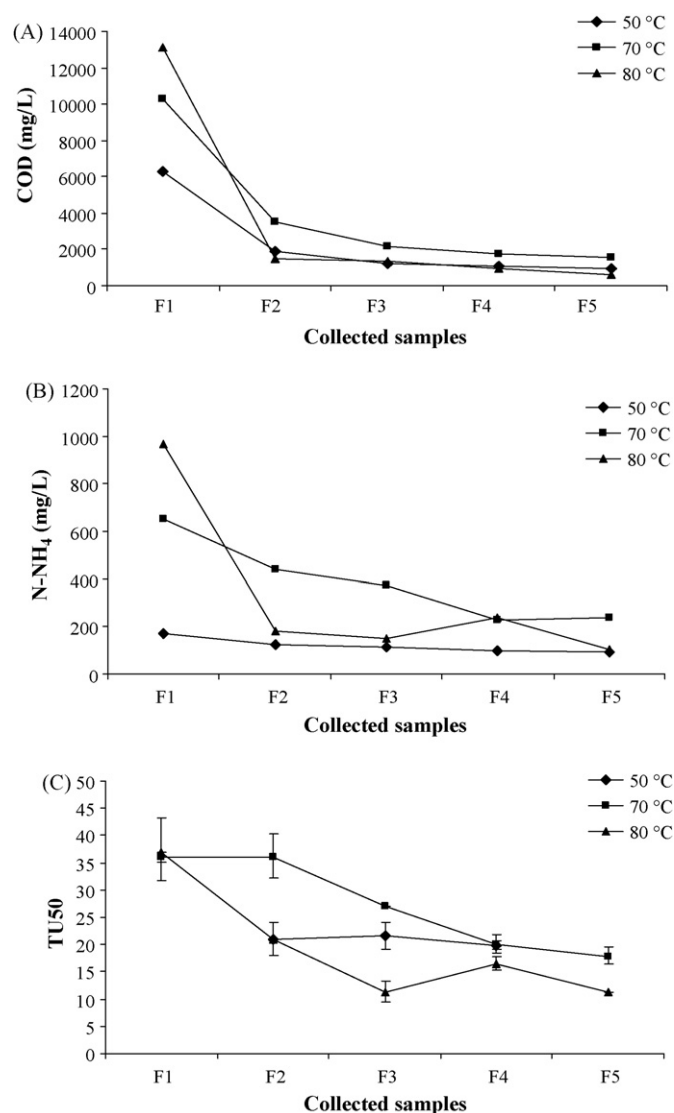 (A)
50 °C
70 °C
80 °C
14000
12000
10000
8000
6000
4000
2000
0
COD (mg/L)
F1 F2 F3 F4 F5
Collected samples
(B)
50 °C
70 °C
80 °C
1200
1000
800
600
400
200
0
N-NH4 (mg/L)
F1 F2 F3 F4 F5
Collected samples
(C)
50 °C
70 °C
80 °C
50
45
40
35
30
25
20
15
10
5
0
TU50
F1 F2 F3 F4 F5
Collected samples